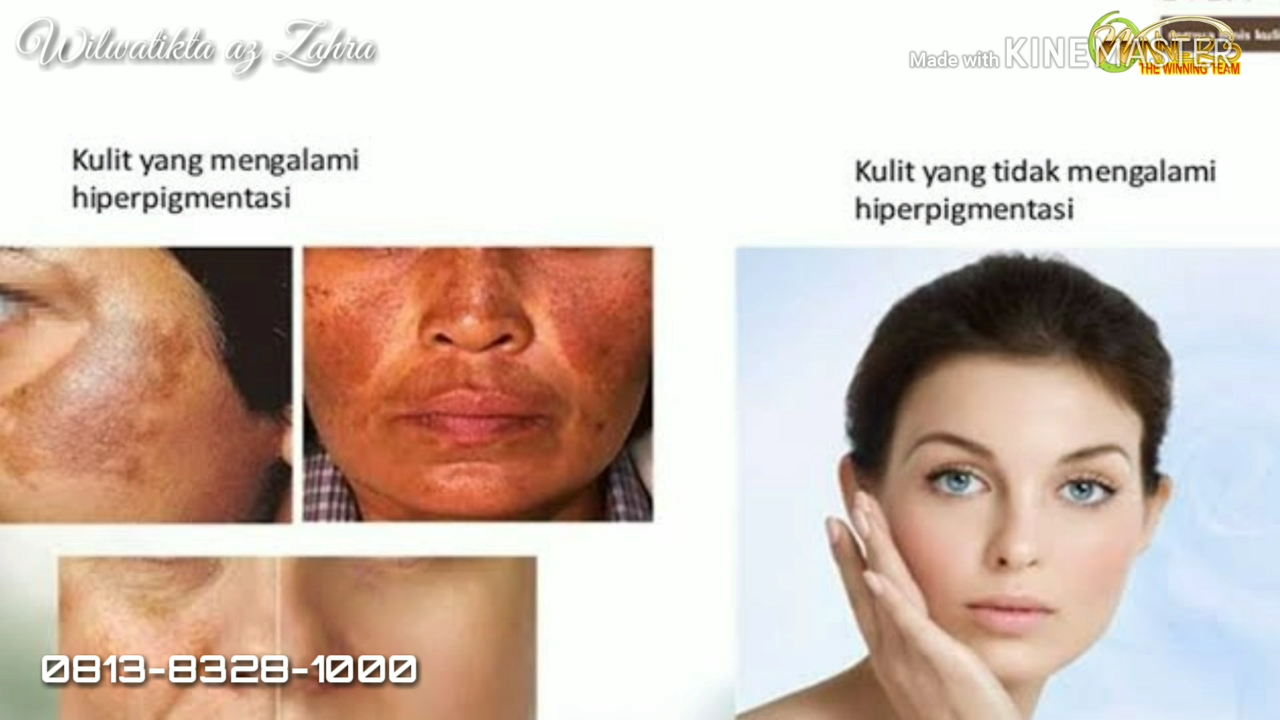 Wilwatikta az Zahra
Made with KINEMASTER
THE WINNING TEAM
Kulit yang mengalami
hiperpigmentasi
Kulit yang tidak mengalami
hiperpigmentasi
0813-8328-1000